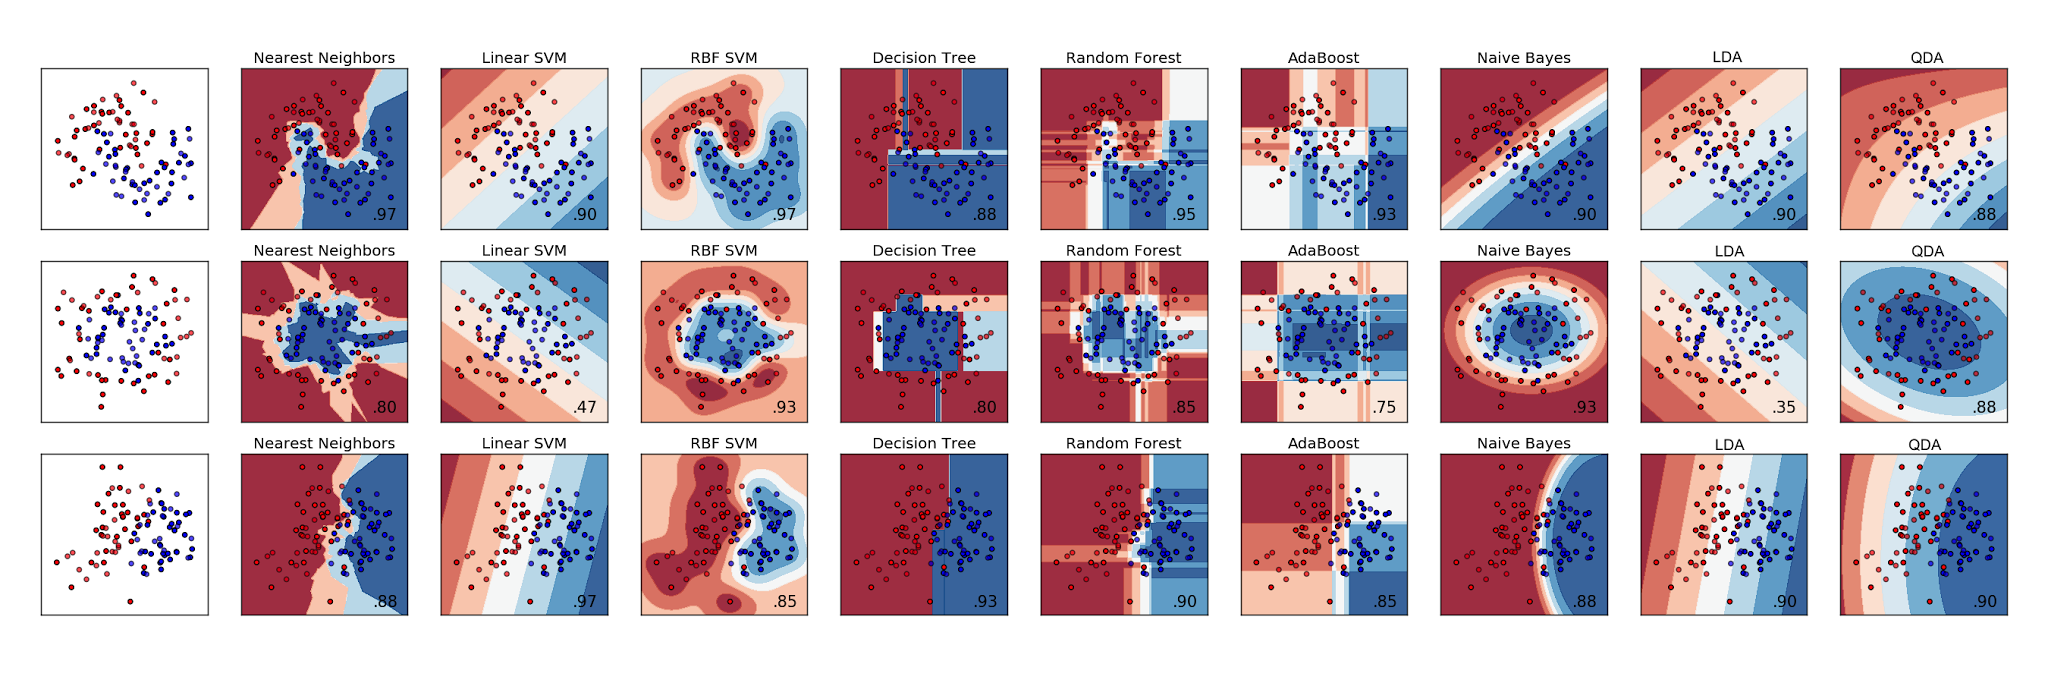 Nearest Neighbors Linear SVM RBF SVM Decision Tree Random Forest AdaBoost Naive Bayes LDA QDA
.97 .90 .97 .88 .95 .93 .90 .90 .88
Nearest Neighbors Linear SVM RBF SVM Decision Tree Random Forest AdaBoost Naive Bayes LDA QDA
.80 .47 .93 .80 .85 .75 .93 .35 .88
Nearest Neighbors Linear SVM RBF SVM Decision Tree Random Forest AdaBoost Naive Bayes LDA QDA
.88 .97 .85 .93 .90 .85 .88 .90 .90